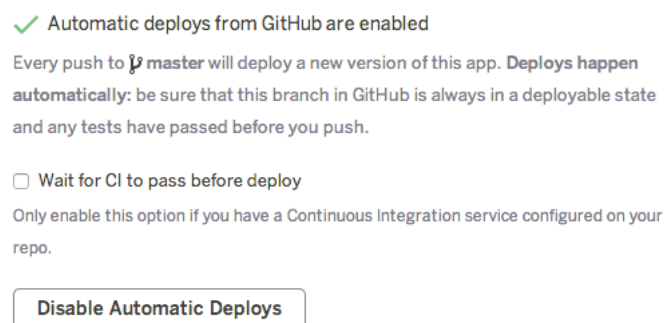 Automatic deploys from GitHub are enabled
Every push to master will deploy a new version of this app. Deploys happen
automatically: be sure that this branch in GitHub is always in a deployable state
and any tests have passed before you push.
Wait for CI to pass before deploy
Only enable this option if you have a Continuous Integration service configured on your
repo.
Disable Automatic Deploys